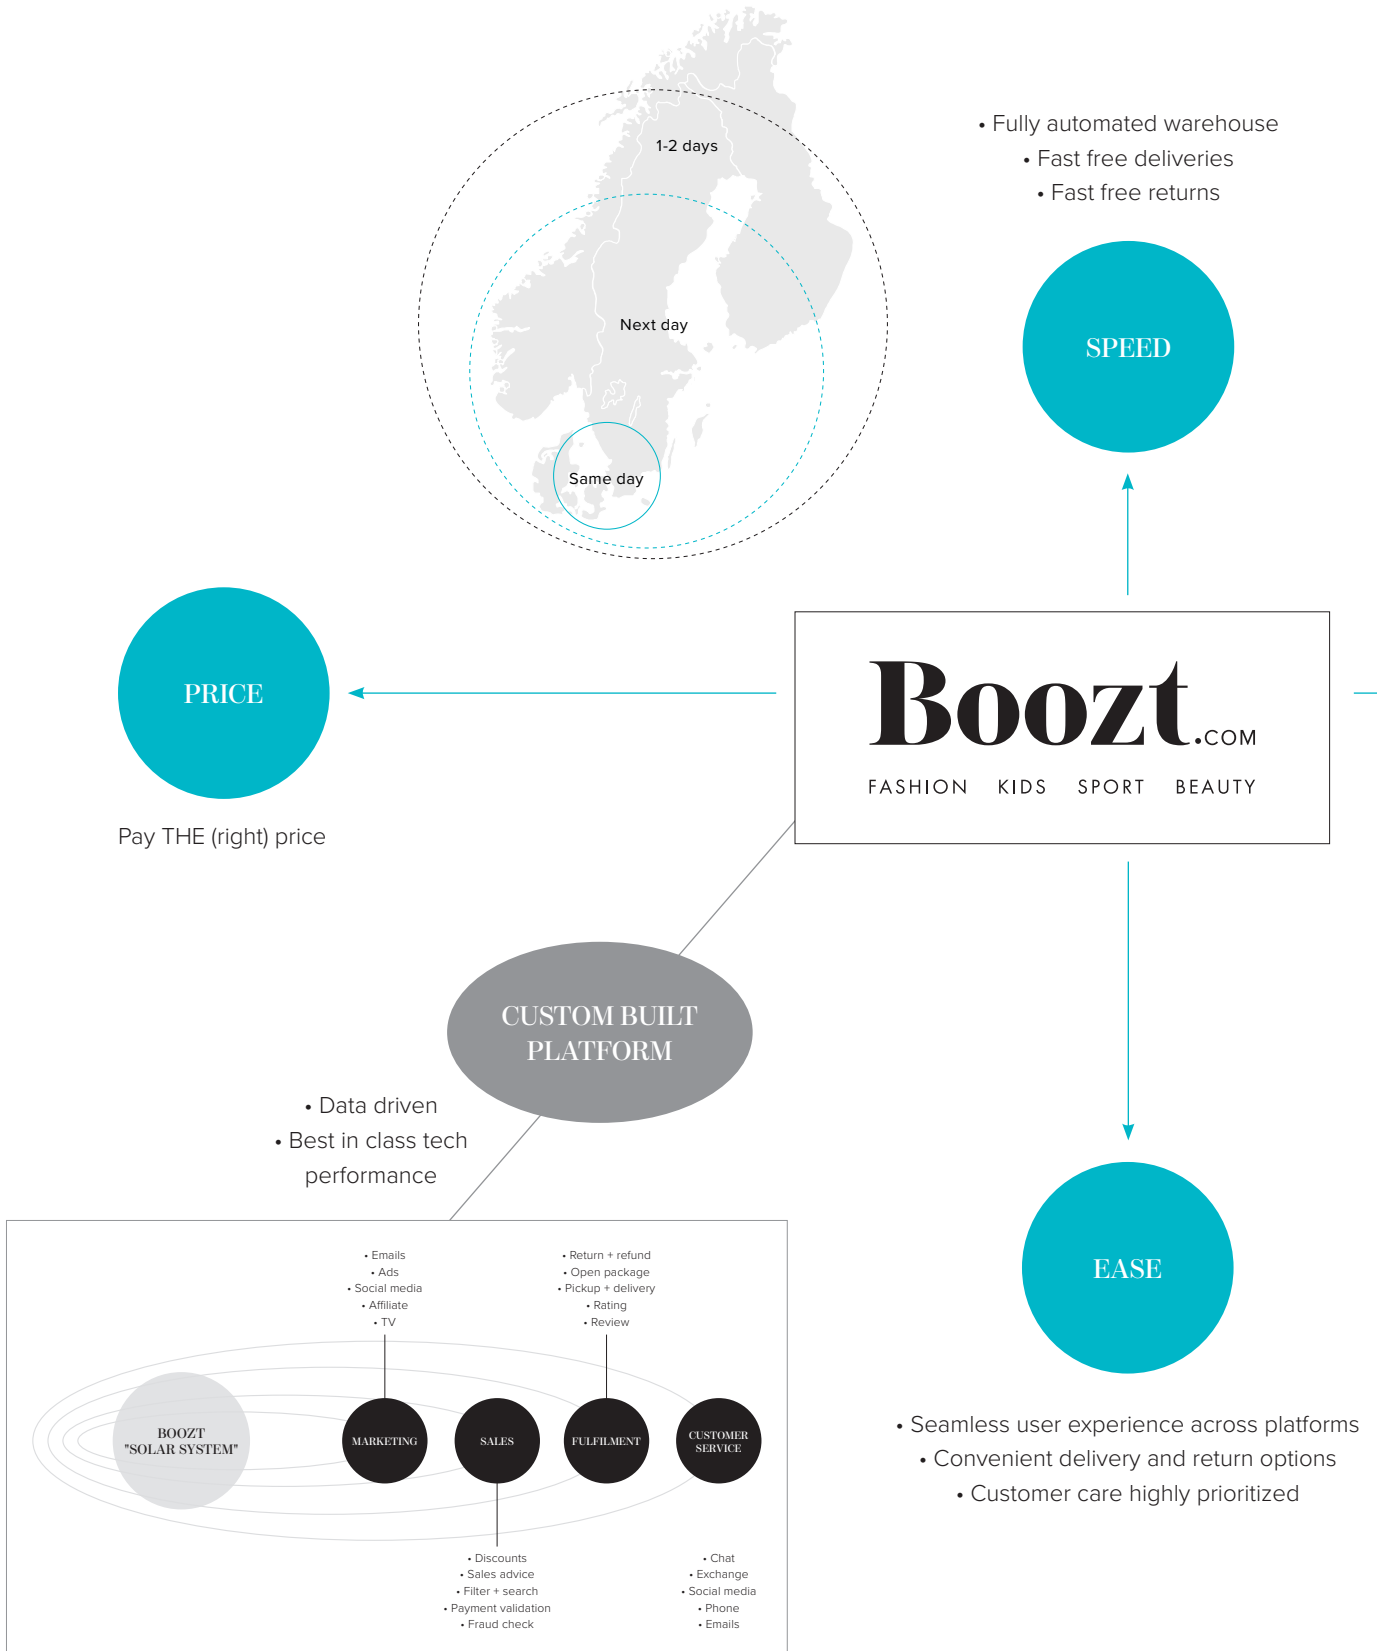 1-2 days
Next day
Same day
• Fully automated warehouse
• Fast free deliveries
• Fast free returns
SPEED
PRICE
Pay THE (right) price
Boozt.COM
FASHION KIDS SPORT BEAUTY
CUSTOM BUILT
PLATFORM
• Data driven
• Best in class tech
performance
EASE
• Seamless user experience across platforms
• Convenient delivery and return options
• Customer care highly prioritized
• Emails
• Ads
• Social media
• Affiliate
• TV
• Return + refund
• Open package
• Pickup + delivery
• Rating
• Review
BOOZT
"SOLAR SYSTEM"
MARKETING
SALES
FULFILMENT
CUSTOMER
SERVICE
• Discounts
• Sales advice
• Filter + search
• Payment validation
• Fraud check
• Chat
• Exchange
• Social media
• Phone
• Emails